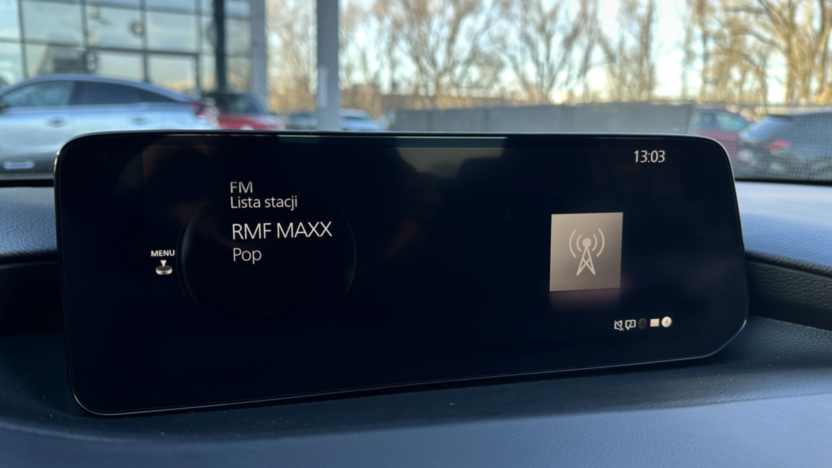 13:03
FM
Lista stacji
RMF MAXX
Pop
MENU